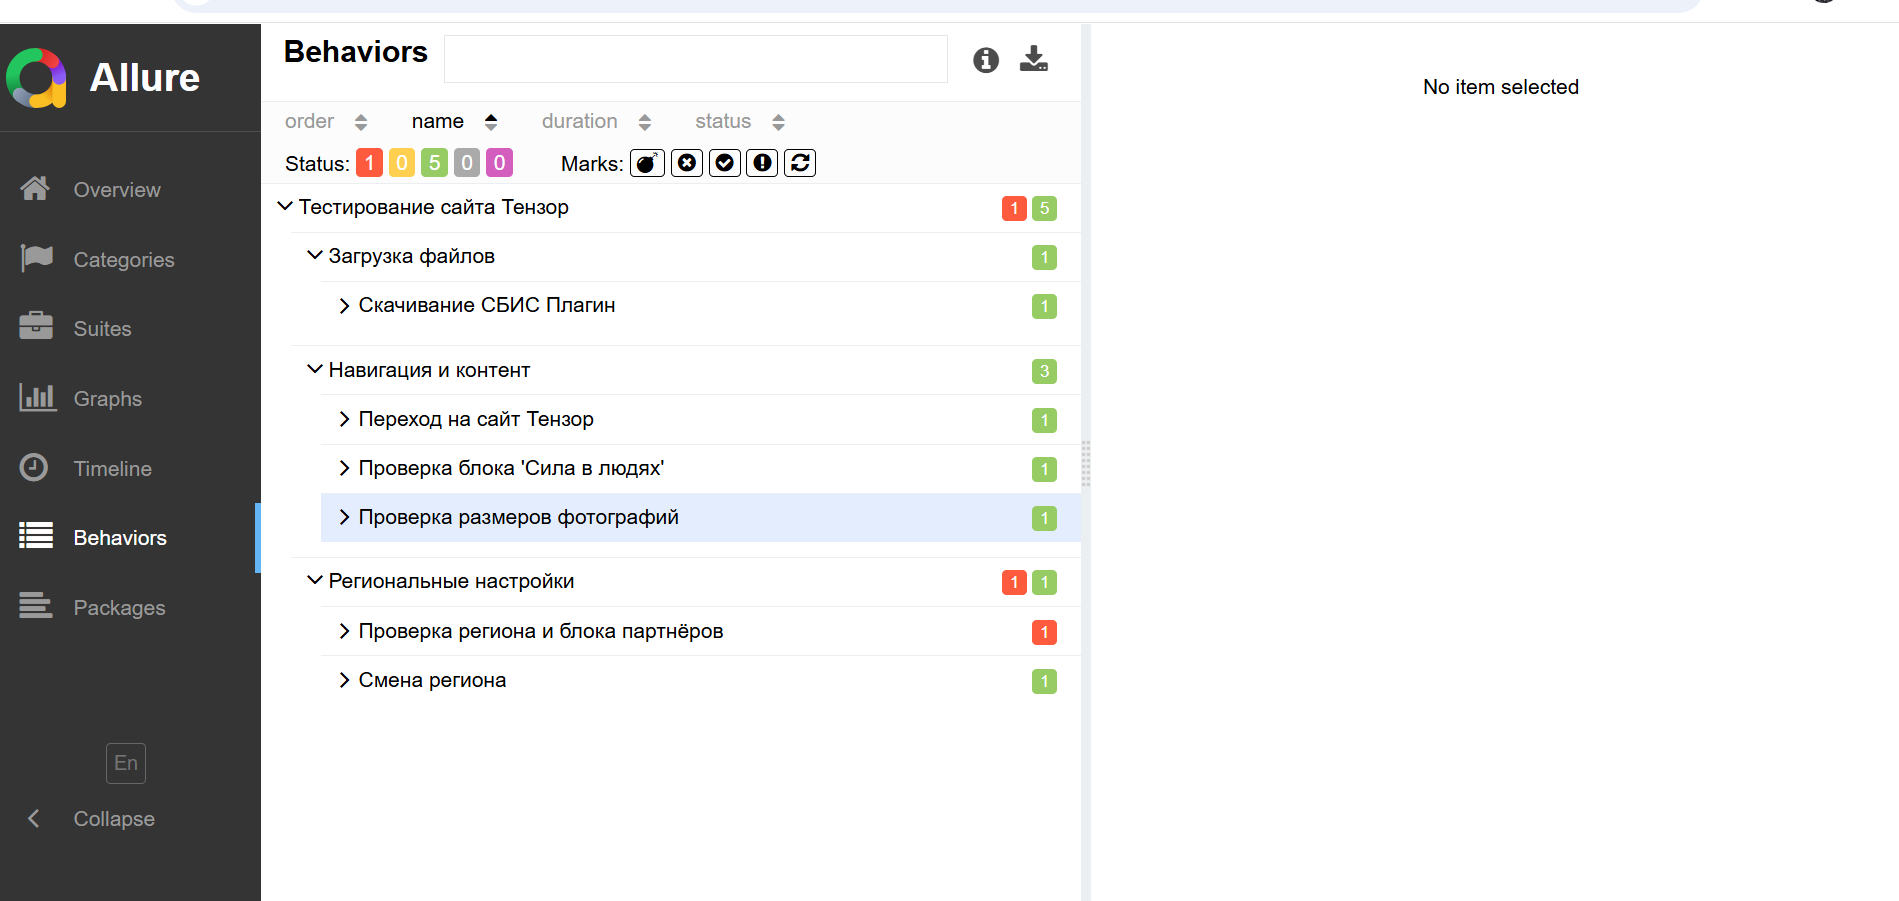 Allure
Overview
Categories
Suites
Graphs
Timeline
Behaviors
Packages
En
Collapse
Behaviors
order name duration status
Status: 1 0 5 0 0 Marks:
Тестирование сайта Тензор 1 5
Загрузка файлов 1
Скачивание СБИС Плагин 1
Навигация и контент 3
Переход на сайт Тензор 1
Проверка блока 'Сила в людях' 1
Проверка размеров фотографий 1
Региональные настройки 1 1
Проверка региона и блока партнёров 1
Смена региона 1
No item selected